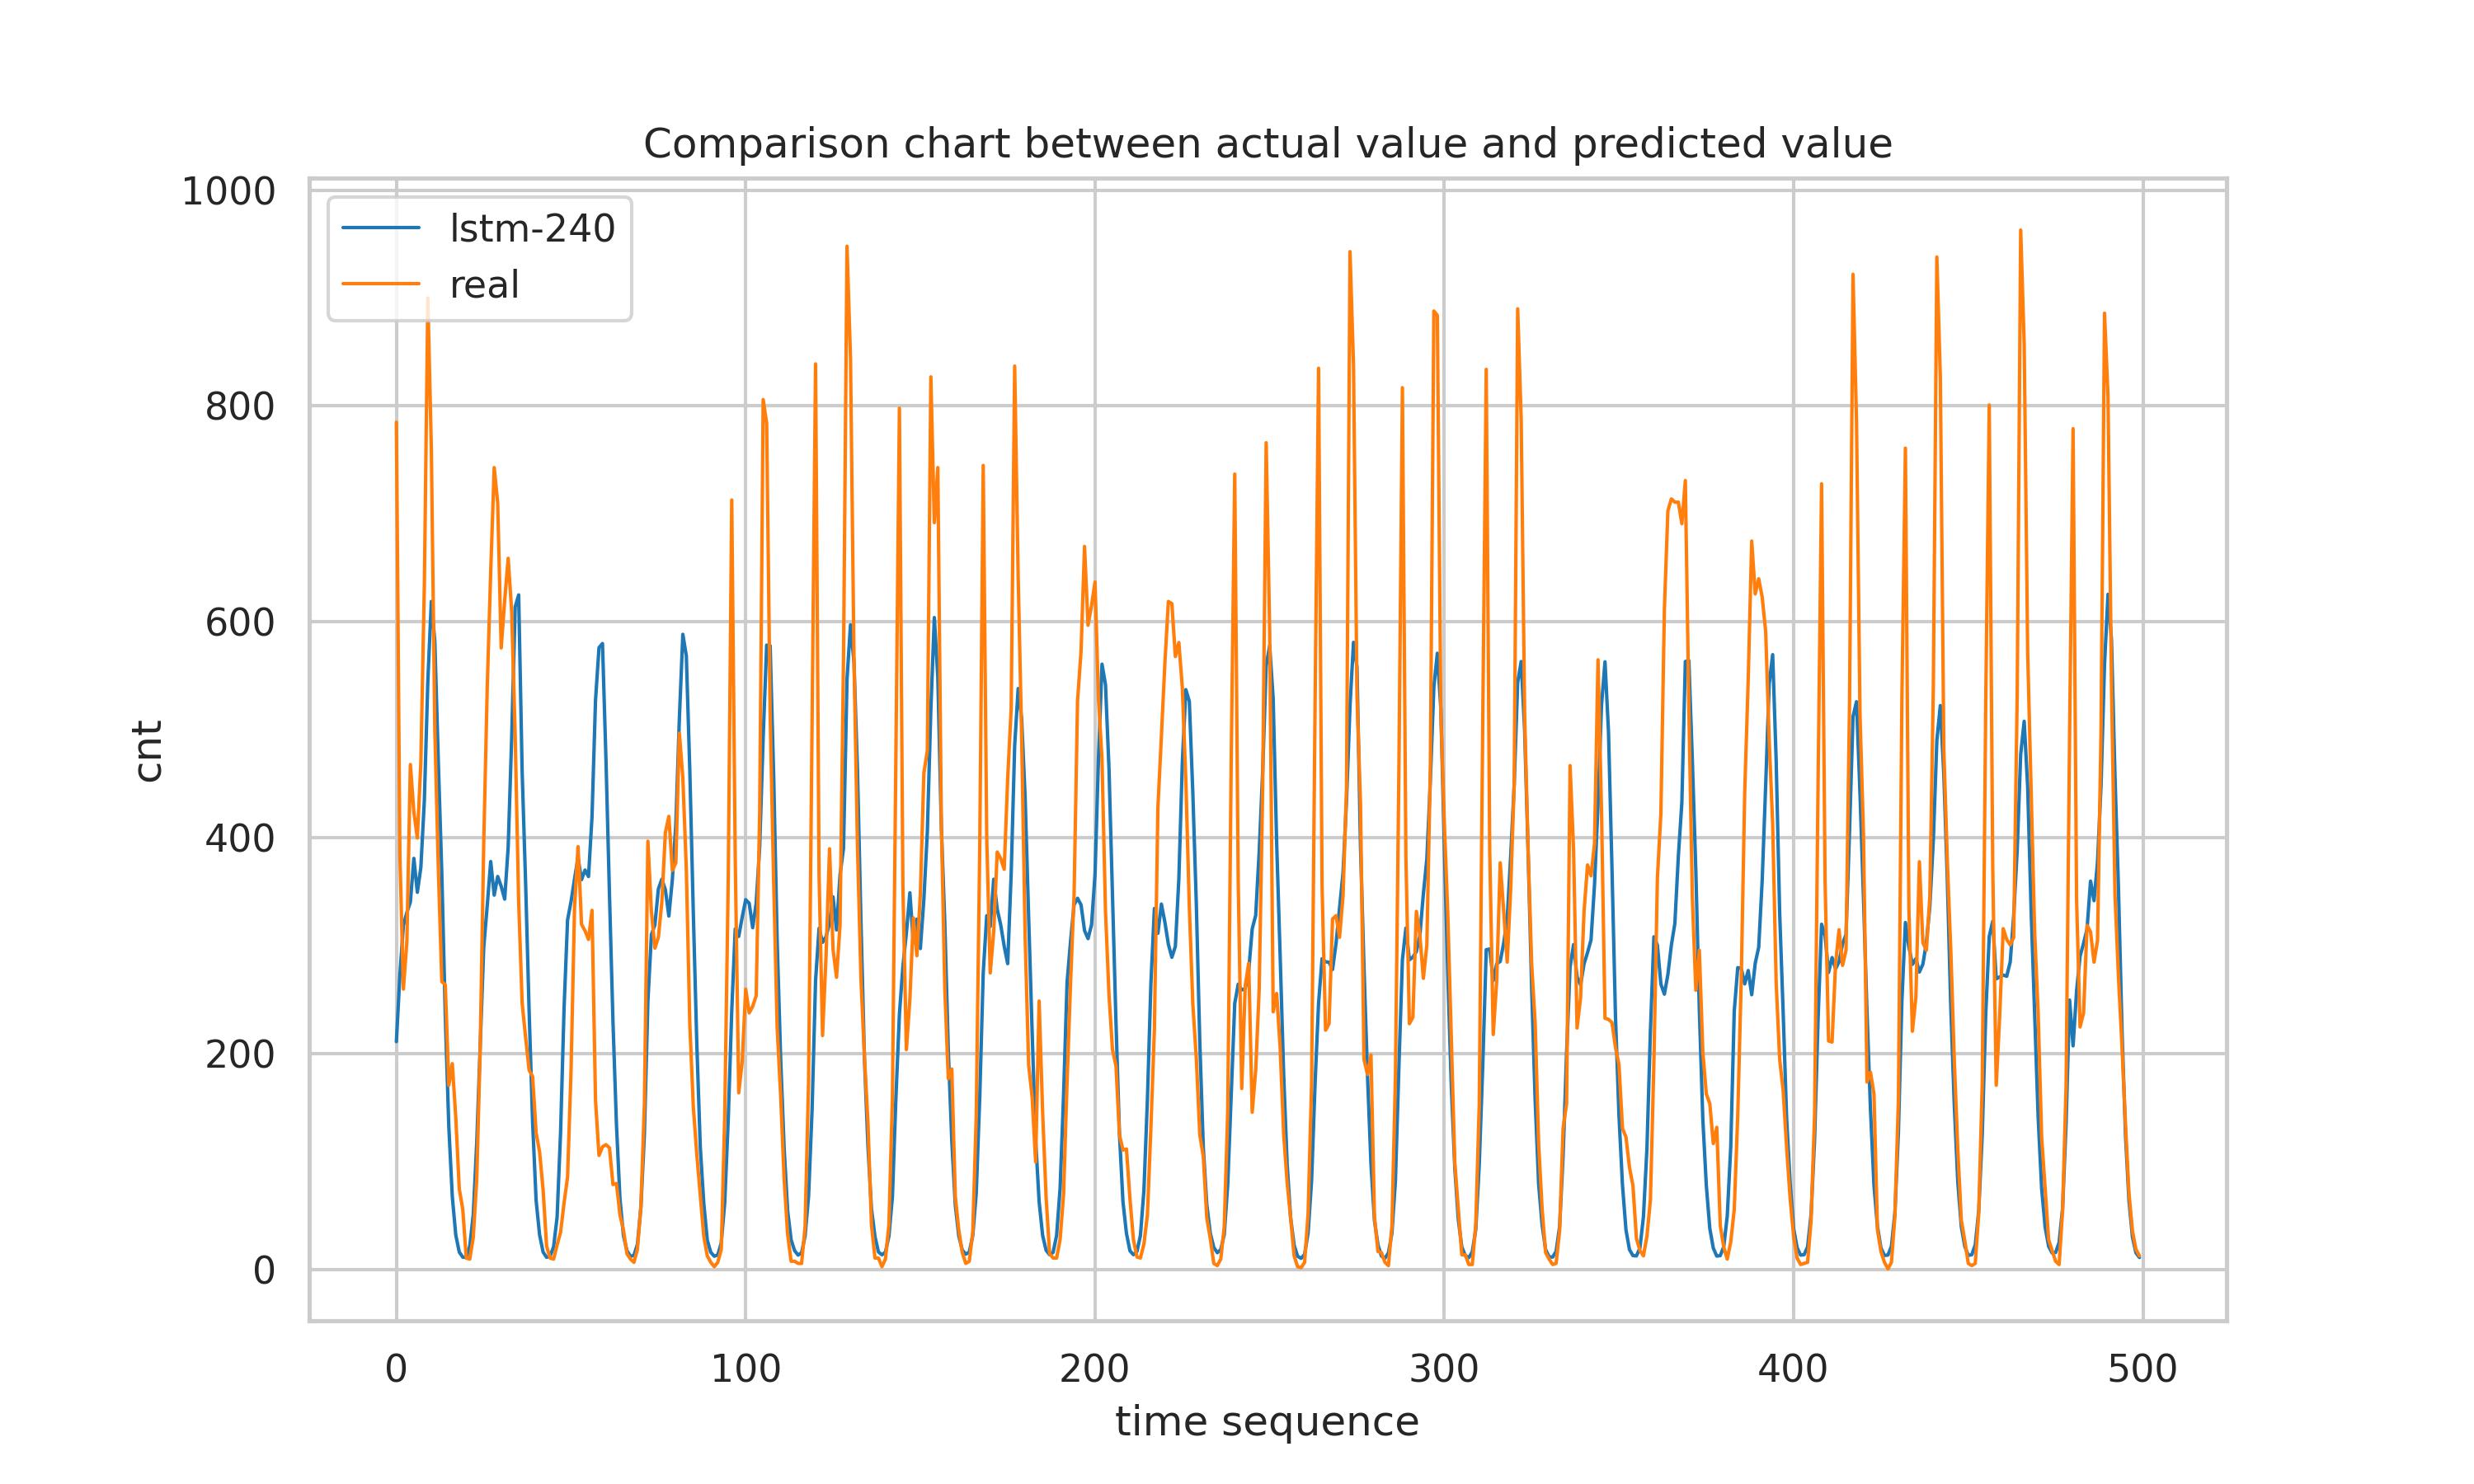 Comparison chart between actual value and predicted value
1000
800
600
400
200
0
cnt
lstm-240
real
0 100 200 300 400 500
time sequence